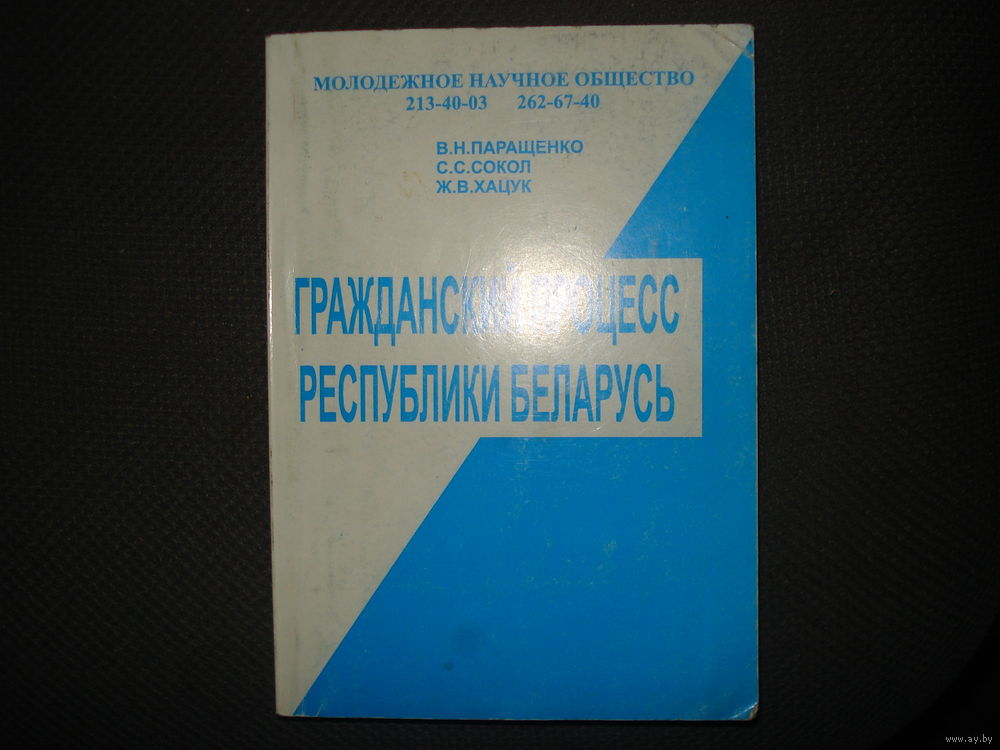 МОЛОДЕЖНОЕ НАУЧНОЕ ОБЩЕСТВО
213-40-03 262-67-40
В.Н.ПАРАЩЕНКО
С.С.СОКОЛ
Ж.В.ХАЦУК
ГРАЖДАНСКИЙ ПРОЦЕСС
РЕСПУБЛИКИ БЕЛАРУСЬ
www.ay.by